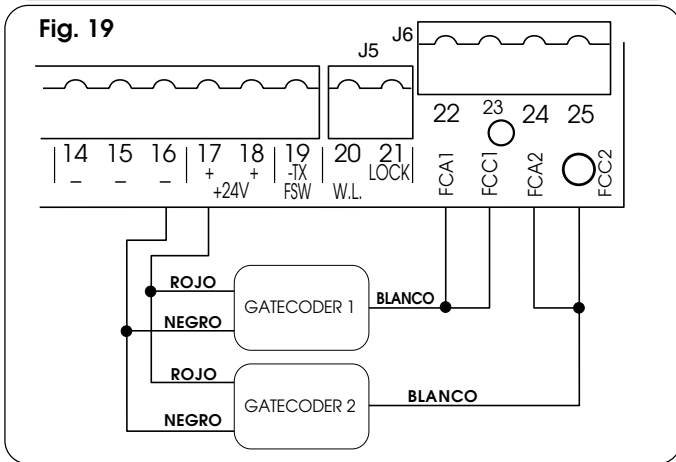 Fig. 19
J6
J5
22 23 24 25
14 15 16 17 18 19 20 21
– – – + + -TX LOCK
+24V FSW W.L.
FCA1 FCC1 FCA2 FCC2
ROJO
GATECODER 1
BLANCO
NEGRO
ROJO
GATECODER 2
BLANCO
NEGRO